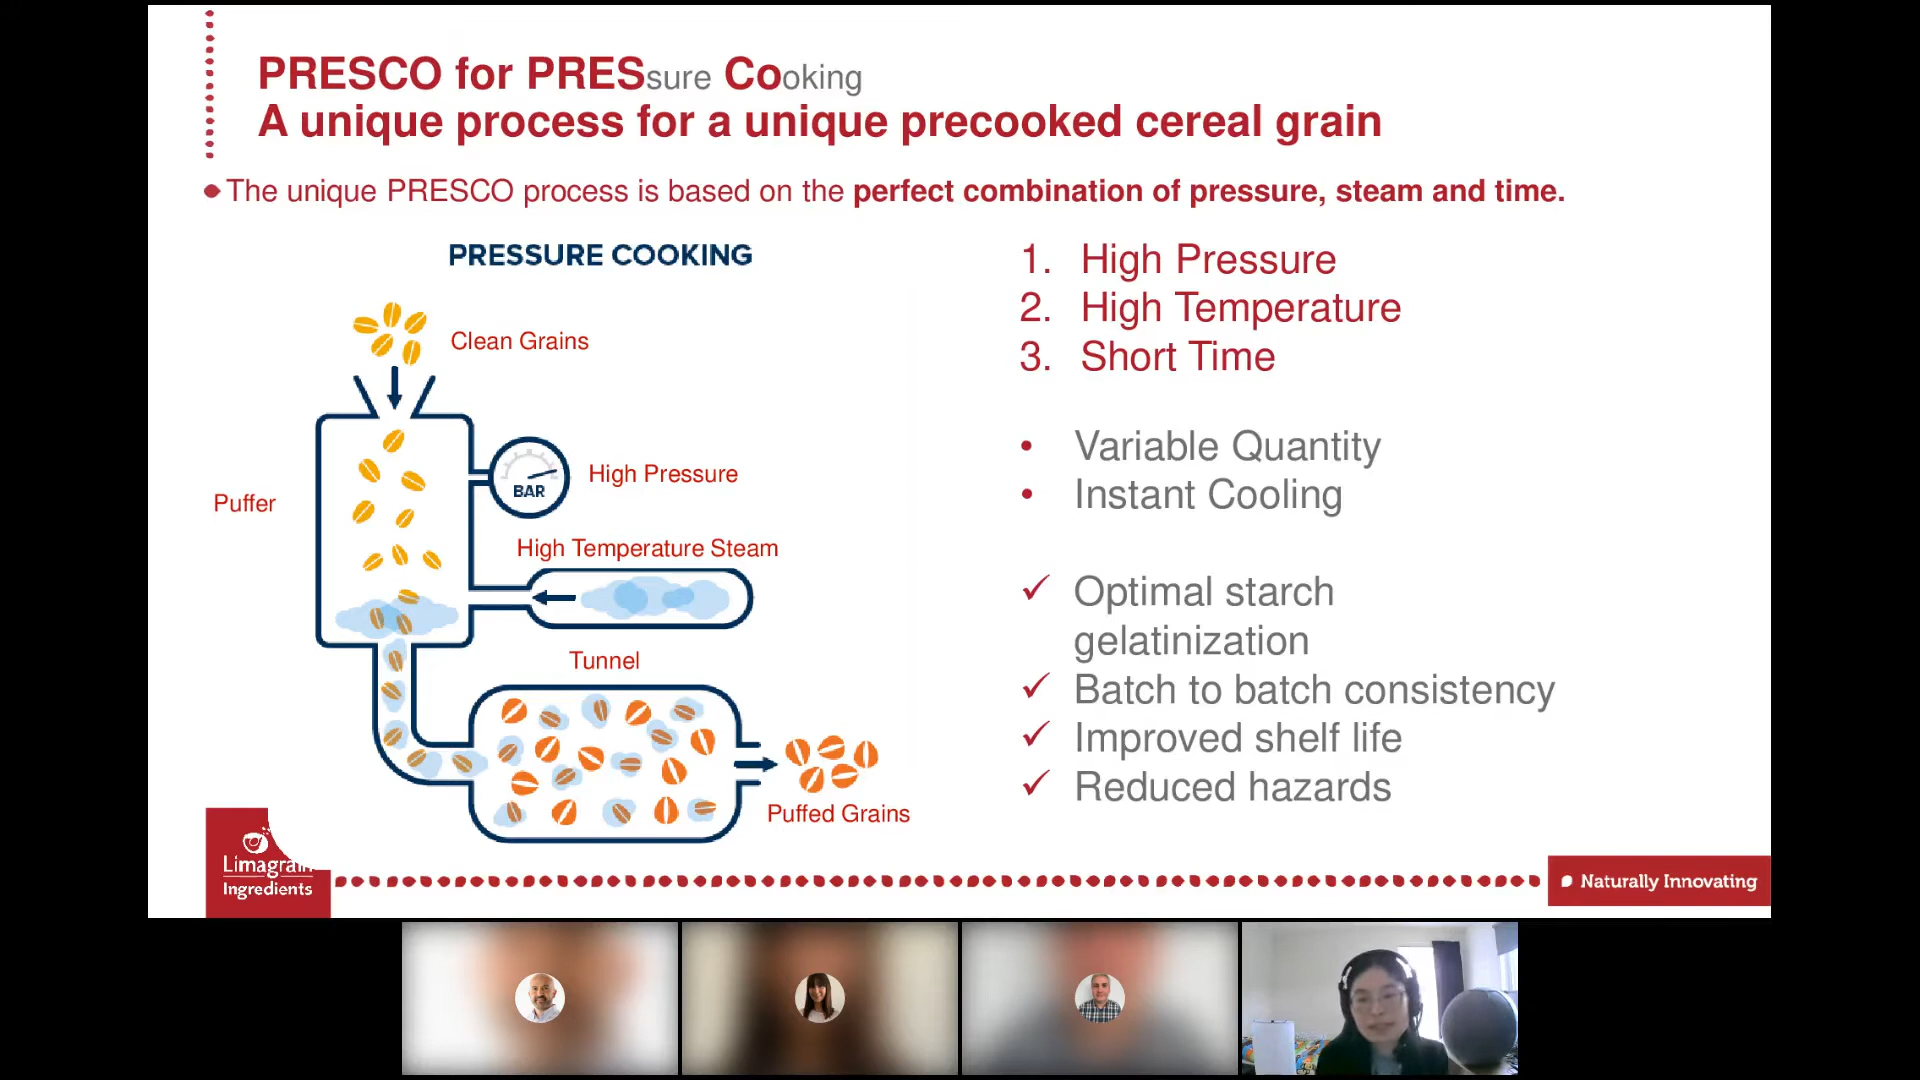 PRESCO for PRESsure Cooking
A unique process for a unique precooked cereal grain
The unique PRESCO process is based on the perfect combination of pressure, steam and time.
PRESSURE COOKING
Clean Grains
Puffer
BAR
High Pressure
High Temperature Steam
Tunnel
Puffed Grains
1. High Pressure
2. High Temperature
3. Short Time
• Variable Quantity
• Instant Cooling
✓ Optimal starch
gelatinization
✓ Batch to batch consistency
✓ Improved shelf life
✓ Reduced hazards
Limagrain
Ingredients
Naturally Innovating